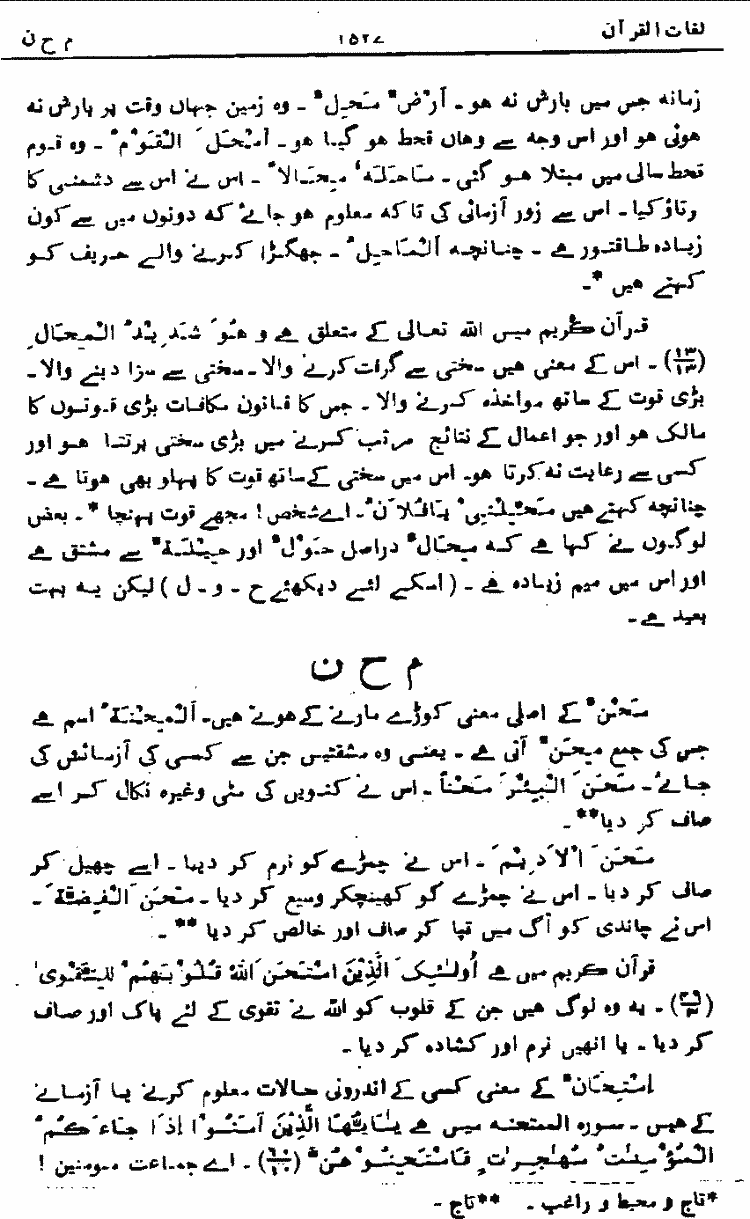 لغات القرآن ۱۵۲۷ م ح ن
زمانہ جس میں بارش نہ ہو۔ اَرْضٌ مَحْلٌ۔ وہ زمین جہاں وقت پر بارش نہ
ہوئی ہو اور اس وجہ سے وہاں قحط ہو گیا ہو۔ اَمْحَلَ الْقَوْمُ۔ وہ قوم
قحط سالی میں مبتلا ہو گئی۔ مَاحَلَہٗ مِحَالاً۔ اس نے اس سے دشمنی کا
برتاؤ کیا۔ اس سے زور آزمائی کی تاکہ معلوم ہو جائے کہ دونوں میں سے کون
زیادہ طاقتور ہے۔ چنانچہ اَلْمَاحِلُ۔ جھگڑا کرنے والے حریف کو
کہتے ہیں *۔
قرآن کریم میں اللہ تعالی کے متعلق ہے و ھُوَ شَدِیْدُ الْمِحَالِ
(۱۳/۱۳)۔ اس کے معنی ہیں سختی سے گرفت کرنے والا۔ سختی سے سزا دینے والا۔
بڑی قوت کے ساتھ مواخذہ کرنے والا۔ جس کا قانون مکافات بڑی قوتوں کا
مالک ہو اور جو اعمال کے نتائج مرتب کرنے میں بڑی سختی برتتا ہو اور
کسی سے رعایت نہ کرتا ہو۔ اس میں سختی کے ساتھ قوت کا پہلو بھی ہوتا ہے۔
چنانچہ کہتے ہیں مَحِّلْنِیْ یَافُلاَنُ۔ اے شخص! مجھے قوت پہنچا *۔ بعض
لوگوں نے کہا ہے کہ مِحَالٌ دراصل حَوْلٌ اور حِیْلَۃٌ سے مشتق ہے
اور اس میں میم زیادہ ہے۔ (اسکے لئے دیکھئے ح ۔ و ۔ ل) لیکن یہ بہت
بعید ہے۔
م ح ن
مَحْنٌ کے اصلی معنی کوڑے مارنے کے ہوتے ہیں۔ اَلْمِحْنَۃُ اسم ہے
جس کی جمع مِحَنٌ آتی ہے۔ یعنی وہ مشقتیں جن سے کسی کی آزمائش کی
جائے۔ مَحَنَ الْبِئْرَ مَحْناً۔ اس نے کنویں کی مٹی وغیرہ نکال کر اسے
صاف کر دیا**۔
مَحَنَ الْاَدِیْمَ۔ اس نے چمڑے کو نرم کر دیا۔ اسے چھیل کر
صاف کر دیا۔ اس نے چمڑے کو کھینچکر وسیع کر دیا۔ مَحَنَ الْفِضَّۃَ۔
اس نے چاندی کو آگ میں تپا کر صاف اور خالص کر دیا **۔
قرآن کریم میں ہے اُولٰئِکَ الَّذِیْنَ امْتَحَنَ اللہُ قُلُوْبَہُمْ لِلتَّقْوٰی
(۴۹/۳)۔ یہ وہ لوگ ہیں جن کے قلوب کو اللہ نے تقوی کے لئے پاک اور صاف
کر دیا۔ یا انہیں نرم اور کشادہ کر دیا۔
اِمْتِحَانٌ کے معنی کسی کے اندرونی حالات معلوم کرنے یا آزمانے
کے ہیں۔ سورہ الممتحنہ میں ہے یٰاَیُّھَا الَّذِیْنَ اٰمَنُوْا اِذَا جَاءَکُمُ
الْمُؤْمِنٰتُ مُھٰجِرٰتٍ فَامْتَحِنُوْھُنَّ (۶۰/۱۰)۔ اے جماعت مومنین!
*تاج و محیط و راغب۔ **تاج۔